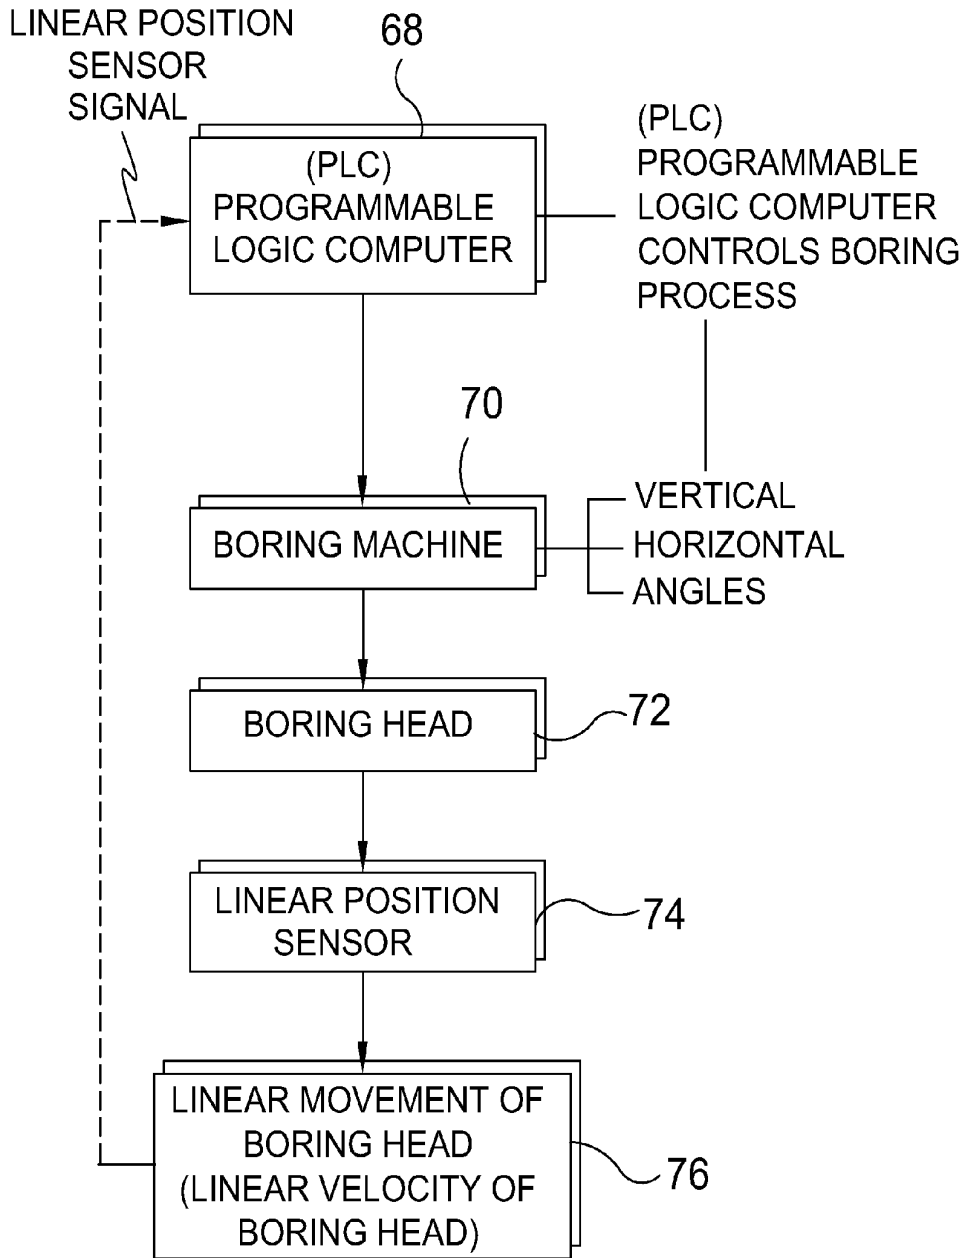 LINEAR POSITION
SENSOR
SIGNAL
68
(PLC)
PROGRAMMABLE
LOGIC COMPUTER
(PLC)
PROGRAMMABLE
LOGIC COMPUTER
CONTROLS BORING
PROCESS
70
BORING MACHINE
VERTICAL
HORIZONTAL
ANGLES
BORING HEAD
72
LINEAR POSITION
SENSOR
74
LINEAR MOVEMENT OF
BORING HEAD
(LINEAR VELOCITY OF
BORING HEAD)
76